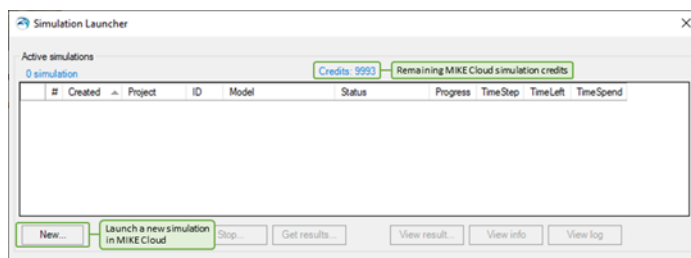 Simulation Launcher
Active simulations
0 simulation
Credits: 9993
Remaining MIKE Cloud simulation credits
# Created Project ID Model Status Progress TimeStep TimeLeft TimeSpend
New...
Launch a new simulation
in MIKE Cloud
Stop...
Get results...
View result...
View info
View log